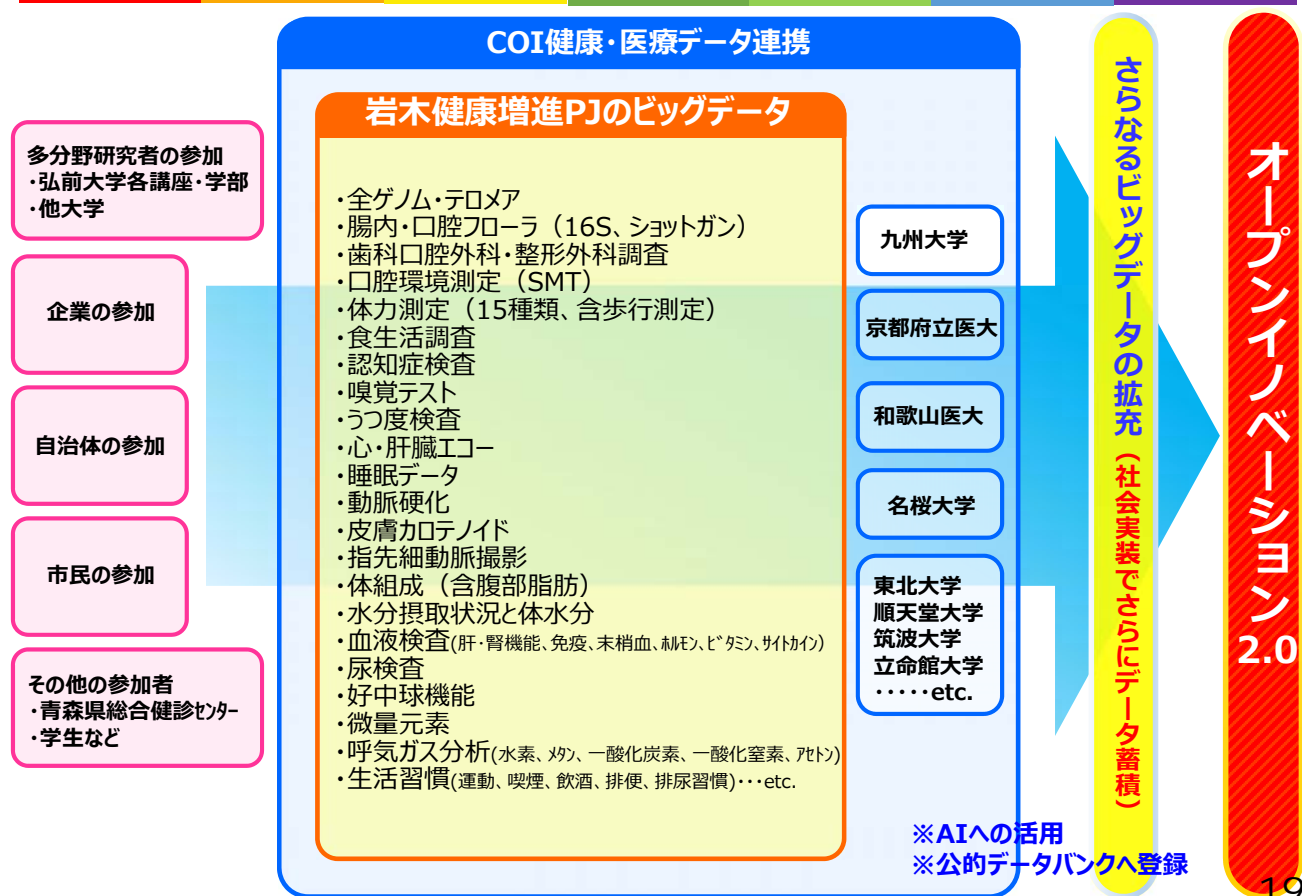 COI健康・医療データ連携
岩木健康増進PJのビッグデータ
多分野研究者の参加
・弘前大学各講座・学部
・他大学
企業の参加
自治体の参加
市民の参加
その他の参加者
・青森県総合健診ｾﾝﾀｰ
・学生など
・全ゲノム・テロメア
・腸内・口腔フローラ（16S、ショットガン）
・歯科口腔外科・整形外科調査
・口腔環境測定（SMT）
・体力測定（15種類、含歩行測定）
・食生活調査
・認知症検査
・嗅覚テスト
・うつ度検査
・心・肝臓エコー
・睡眠データ
・動脈硬化
・皮膚カロテノイド
・指先細動脈撮影
・体組成（含腹部脂肪）
・水分摂取状況と体水分
・血液検査(肝・腎機能、免疫、末梢血、ﾎﾙﾓﾝ、ﾋﾞﾀﾐﾝ、ｻｲﾄｶｲﾝ)
・尿検査
・好中球機能
・微量元素
・呼気ガス分析(水素、ﾒﾀﾝ、一酸化炭素、一酸化窒素、ｱｾﾄﾝ)
・生活習慣(運動、喫煙、飲酒、排便、排尿習慣)・・・etc.
九州大学
京都府立医大
和歌山医大
名桜大学
東北大学
順天堂大学
筑波大学
立命館大学
・・・・・etc.
※AIへの活用
※公的データバンクへ登録
さらなるビッグデータの拡充（社会実装でさらにデータ蓄積）
オープンイノベーション2.0
19